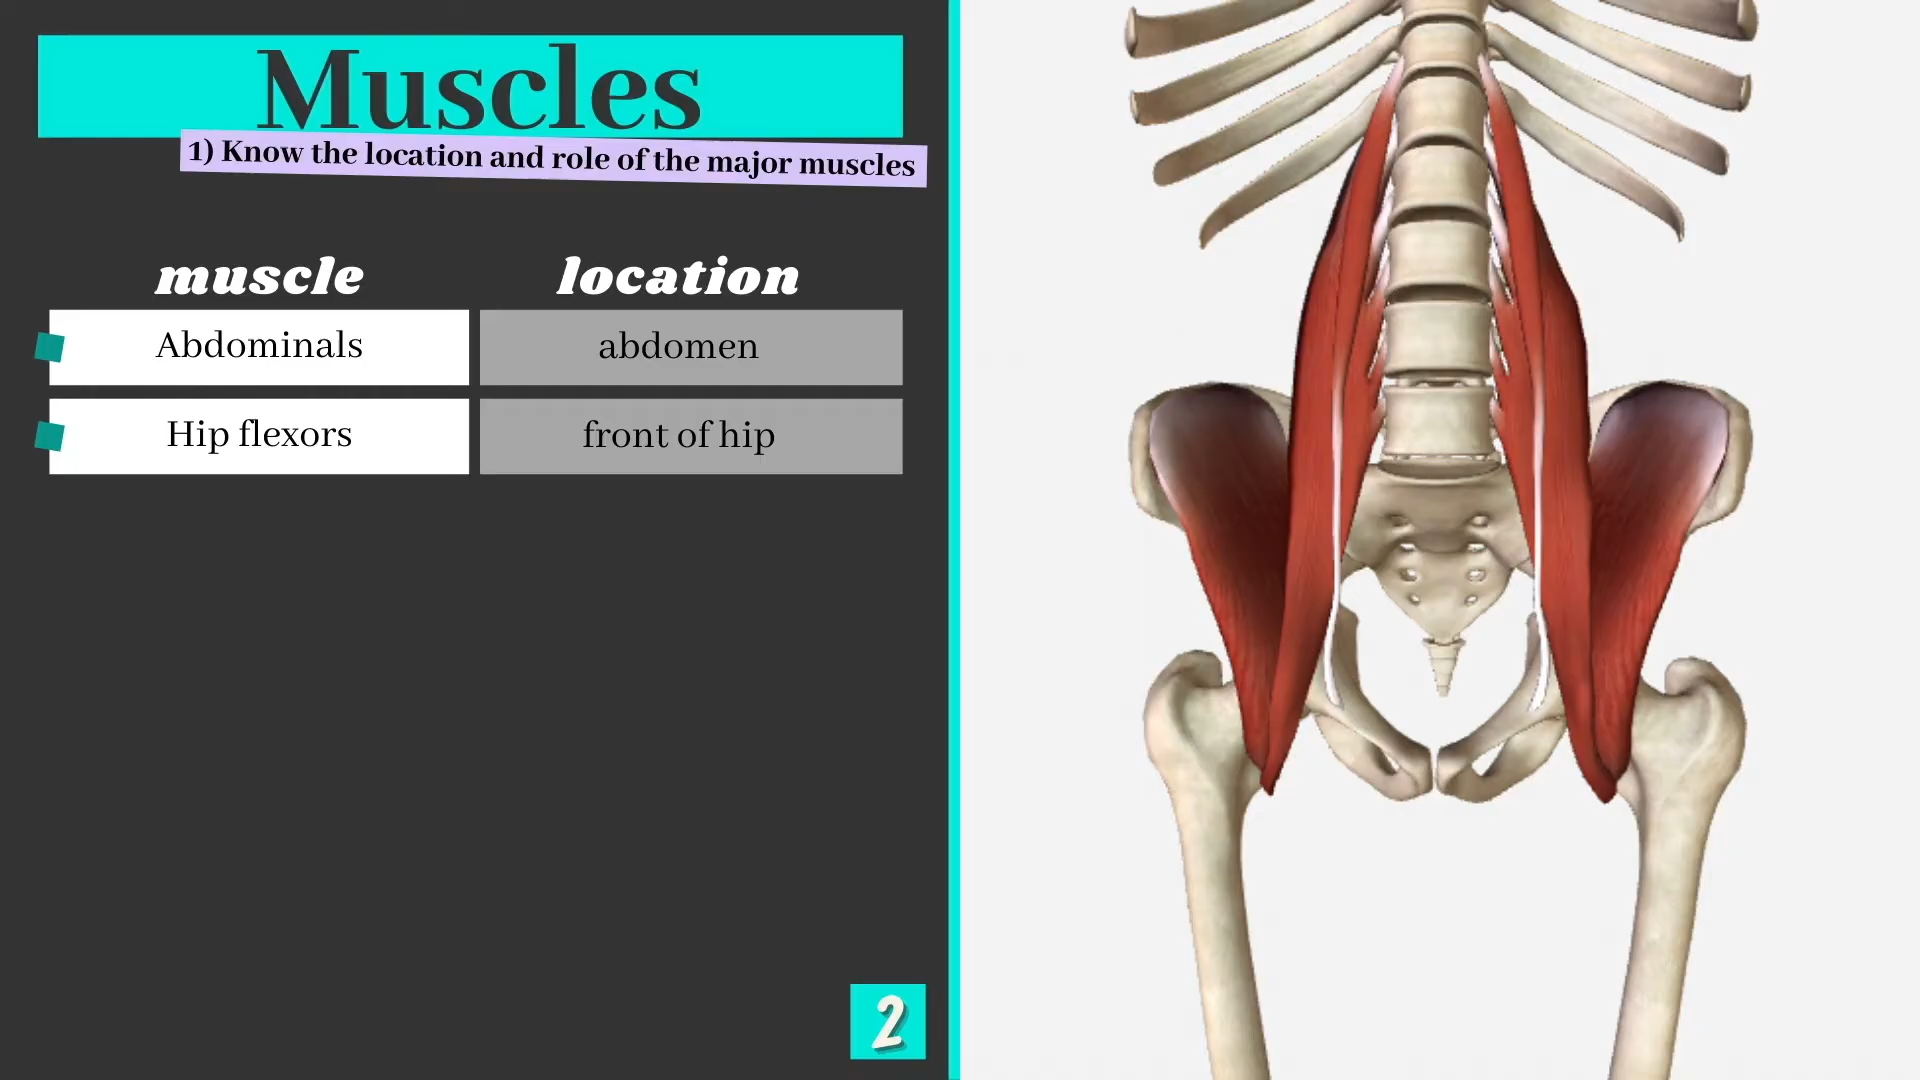 Muscles
1) Know the location and role of the major muscles
muscle location
Abdominals abdomen
Hip flexors front of hip
2